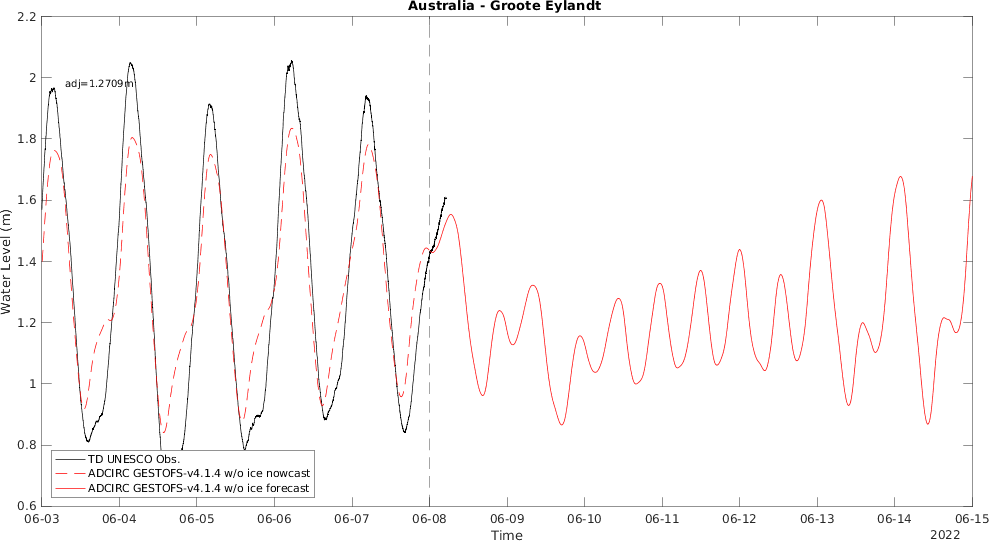 Australia - Groote Eylandt
2.2
2
1.8
1.6
1.4
1.2
1
0.8
0.6
Water Level (m)
adj=1.2709m
TD UNESCO Obs.
ADCIRC GESTOFS-v4.1.4 w/o ice nowcast
ADCIRC GESTOFS-v4.1.4 w/o ice forecast
06-03 06-04 06-05 06-06 06-07 06-08 06-09 06-10 06-11 06-12 06-13 06-14 06-15
Time
2022